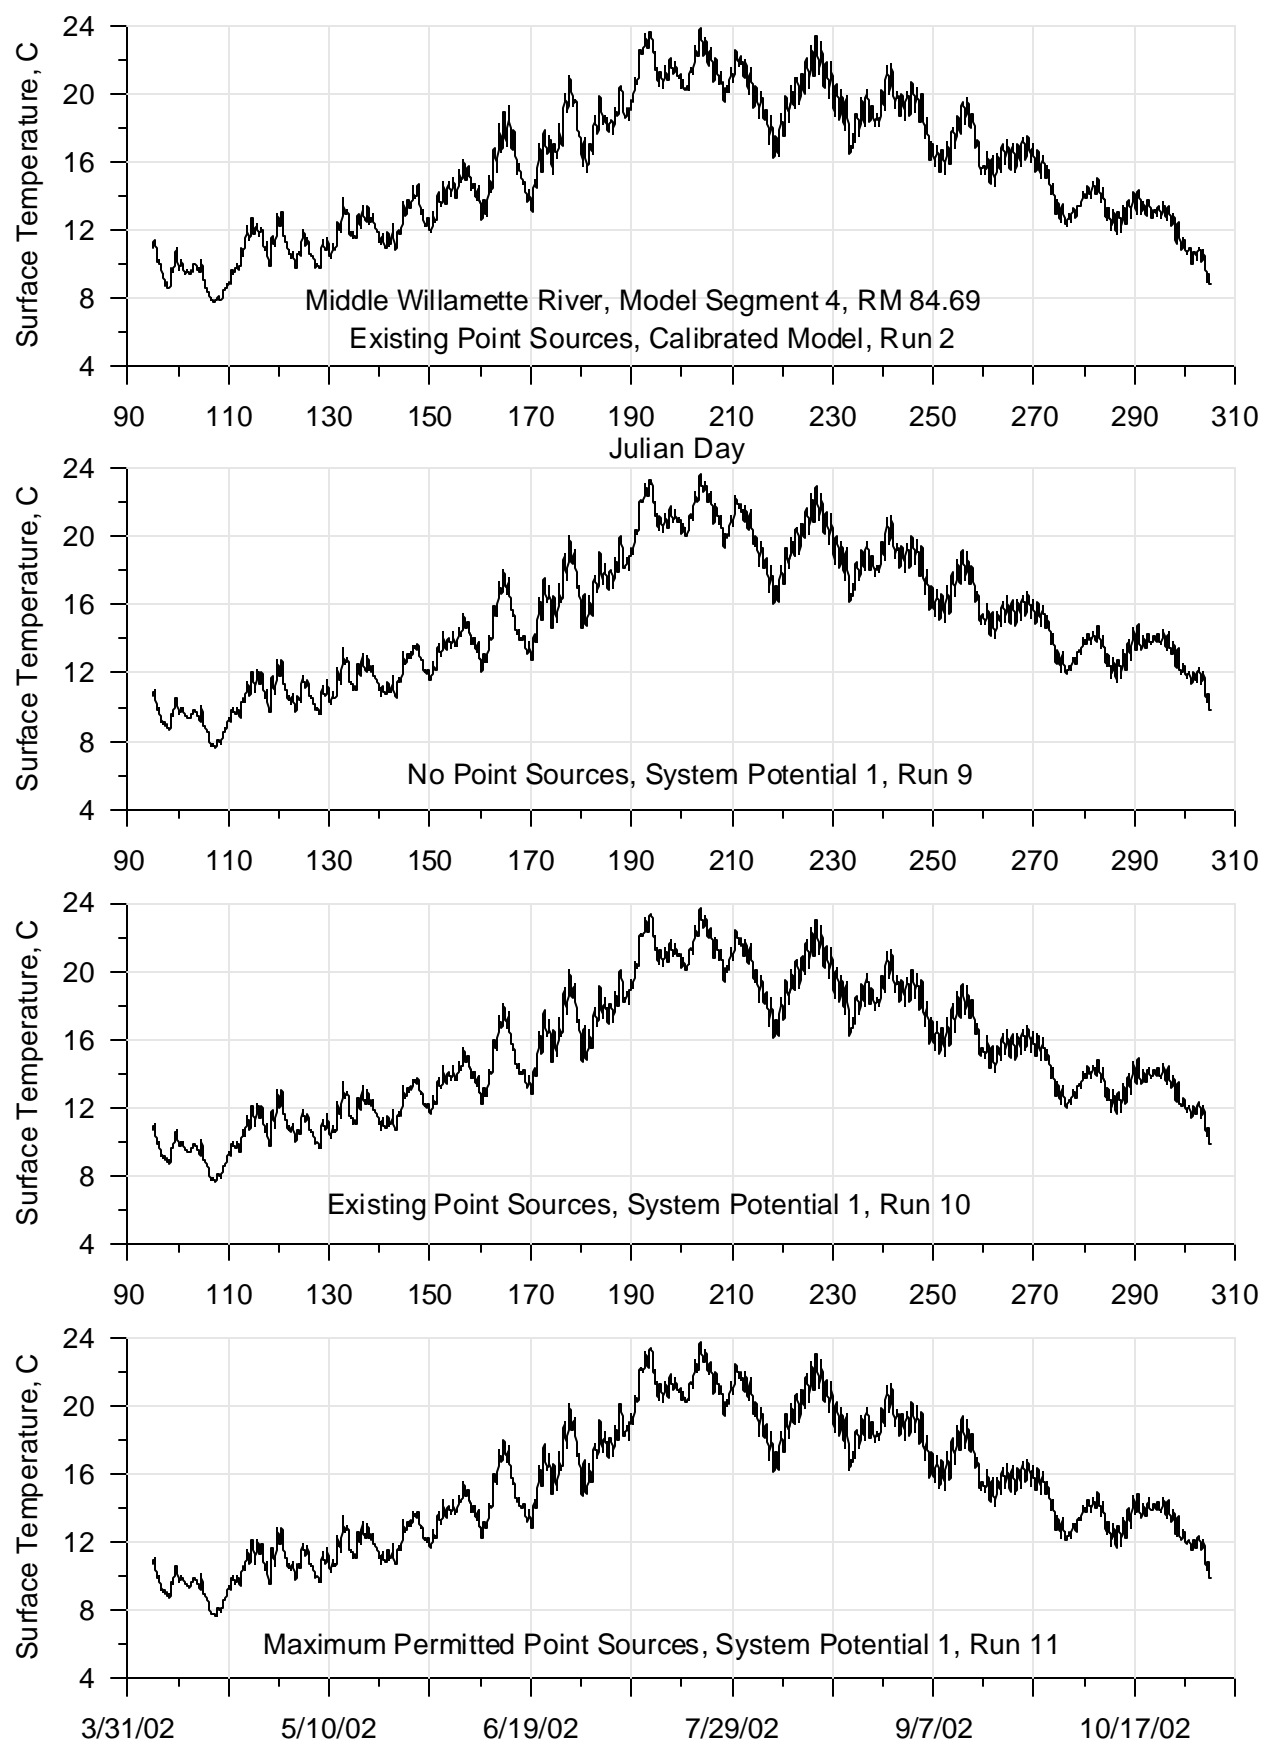 24
20
16
12
8
4
Surface Temperature, C
Middle Willamette River, Model Segment 4, RM 84.69
Existing Point Sources, Calibrated Model, Run 2
90 110 130 150 170 190 210 230 250 270 290 310
Julian Day
24
20
16
12
8
4
Surface Temperature, C
No Point Sources, System Potential 1, Run 9
90 110 130 150 170 190 210 230 250 270 290 310
24
20
16
12
8
4
Surface Temperature, C
Existing Point Sources, System Potential 1, Run 10
90 110 130 150 170 190 210 230 250 270 290 310
24
20
16
12
8
4
Surface Temperature, C
Maximum Permitted Point Sources, System Potential 1, Run 11
3/31/02 5/10/02 6/19/02 7/29/02 9/7/02 10/17/02